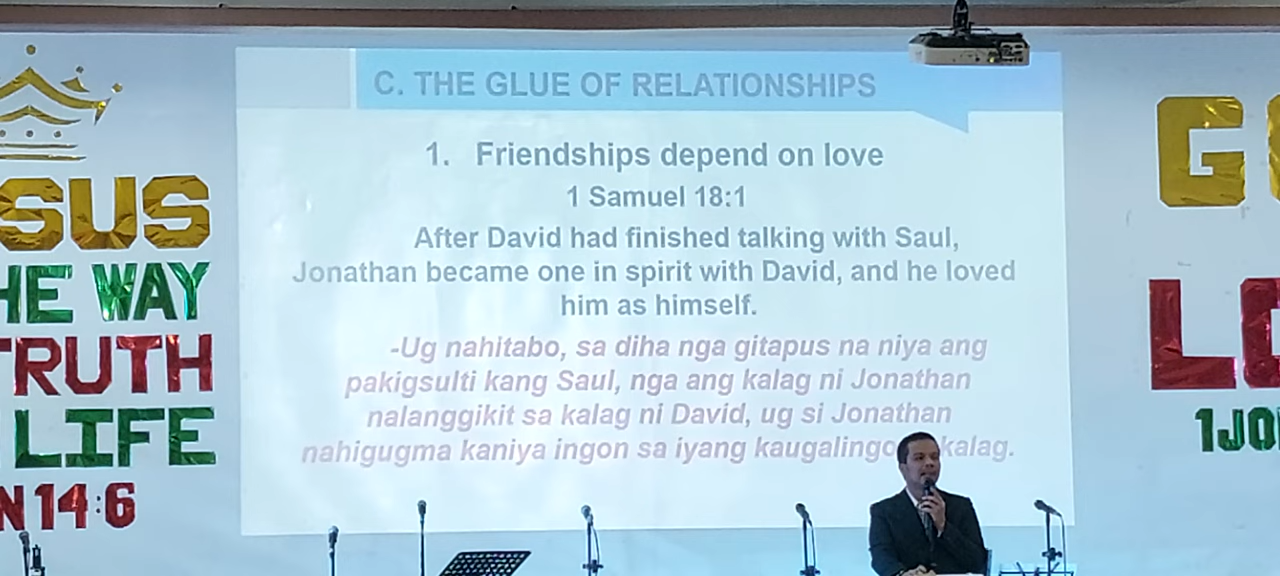 C. THE GLUE OF RELATIONSHIPS
1. Friendships depend on love
1 Samuel 18:1
After David had finished talking with Saul,
Jonathan became one in spirit with David, and he loved
him as himself.
-Ug nahitabo, sa diha nga gitapus na niya ang
pakigsulti kang Saul, nga ang kalag ni Jonathan
nalanggikit sa kalag ni David, ug si Jonathan
nahigugma kaniya ingon sa iyang kalag.
SUS
HE WAY
TRUTH
LIFE
N 14:6
G
L
1JO